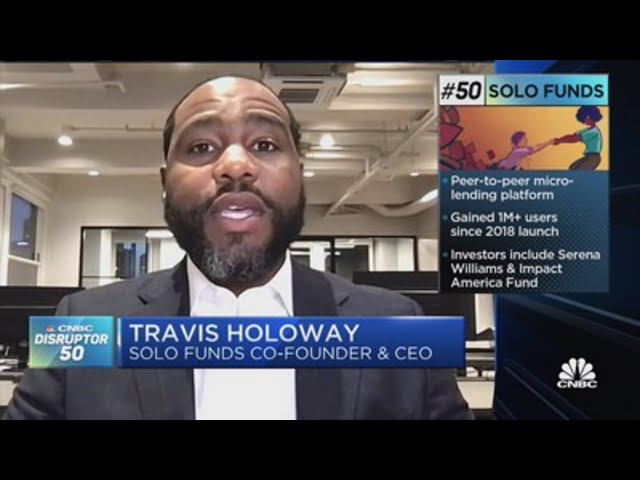 #50 SOLO FUNDS
• Peer-to-peer micro-
lending platform
• Gained 1M+ users
since 2018 launch
• Investors include Serena
Williams & Impact
America Fund
CNBC
DISRUPTOR
50
TRAVIS HOLOWAY
SOLO FUNDS CO-FOUNDER & CEO
CNBC